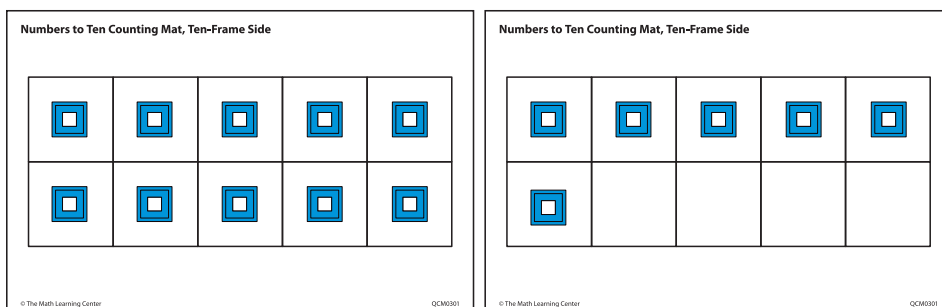 Numbers to Ten Counting Mat, Ten-Frame Side
© The Math Learning Center QCM0301
Numbers to Ten Counting Mat, Ten-Frame Side
© The Math Learning Center QCM0301